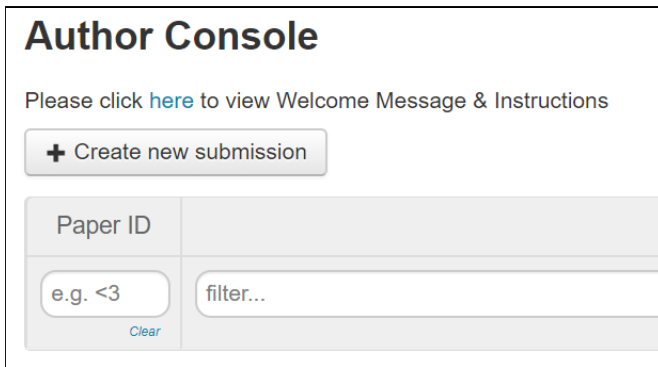 Author Console
Please click here to view Welcome Message & Instructions
+ Create new submission
Paper ID
e.g. <3
filter...
Clear